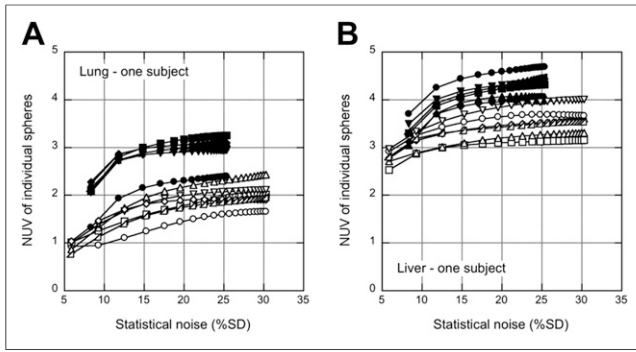 A
B
Lung - one subject
Liver - one subject
NUV of individual spheres
NUV of individual spheres
5
4
3
2
1
0
5
4
3
2
1
0
5 10 15 20 25 30 35
5 10 15 20 25 30 35
Statistical noise (%SD)
Statistical noise (%SD)